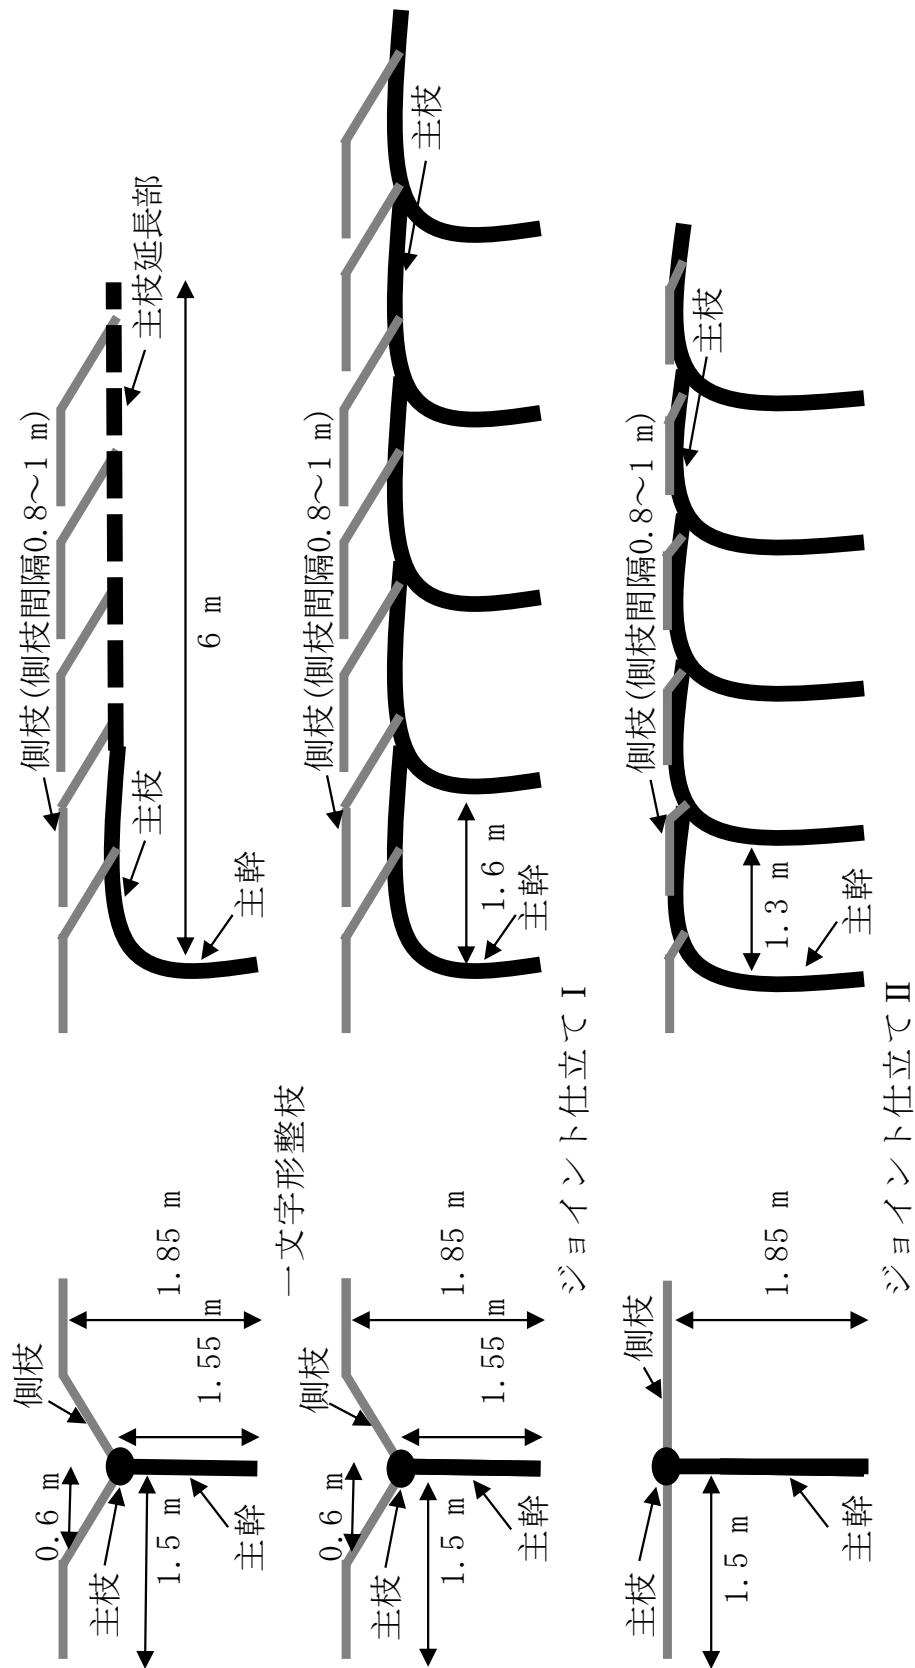 0.6 m
側枝
主枝
1.5 m
主幹
1.55 m
1.85 m
側枝(側枝間隔0.8～1 m)
主枝
主幹
6 m
主枝延長部
一文字形整枝
0.6 m
側枝
主枝
1.5 m
主幹
1.55 m
1.85 m
側枝(側枝間隔0.8～1 m)
主枝
1.6 m
主幹
ジョイント仕立てⅠ
側枝
主枝
1.5 m
主幹
1.85 m
側枝(側枝間隔0.8～1 m)
主枝
1.3 m
主幹
ジョイント仕立てⅡ